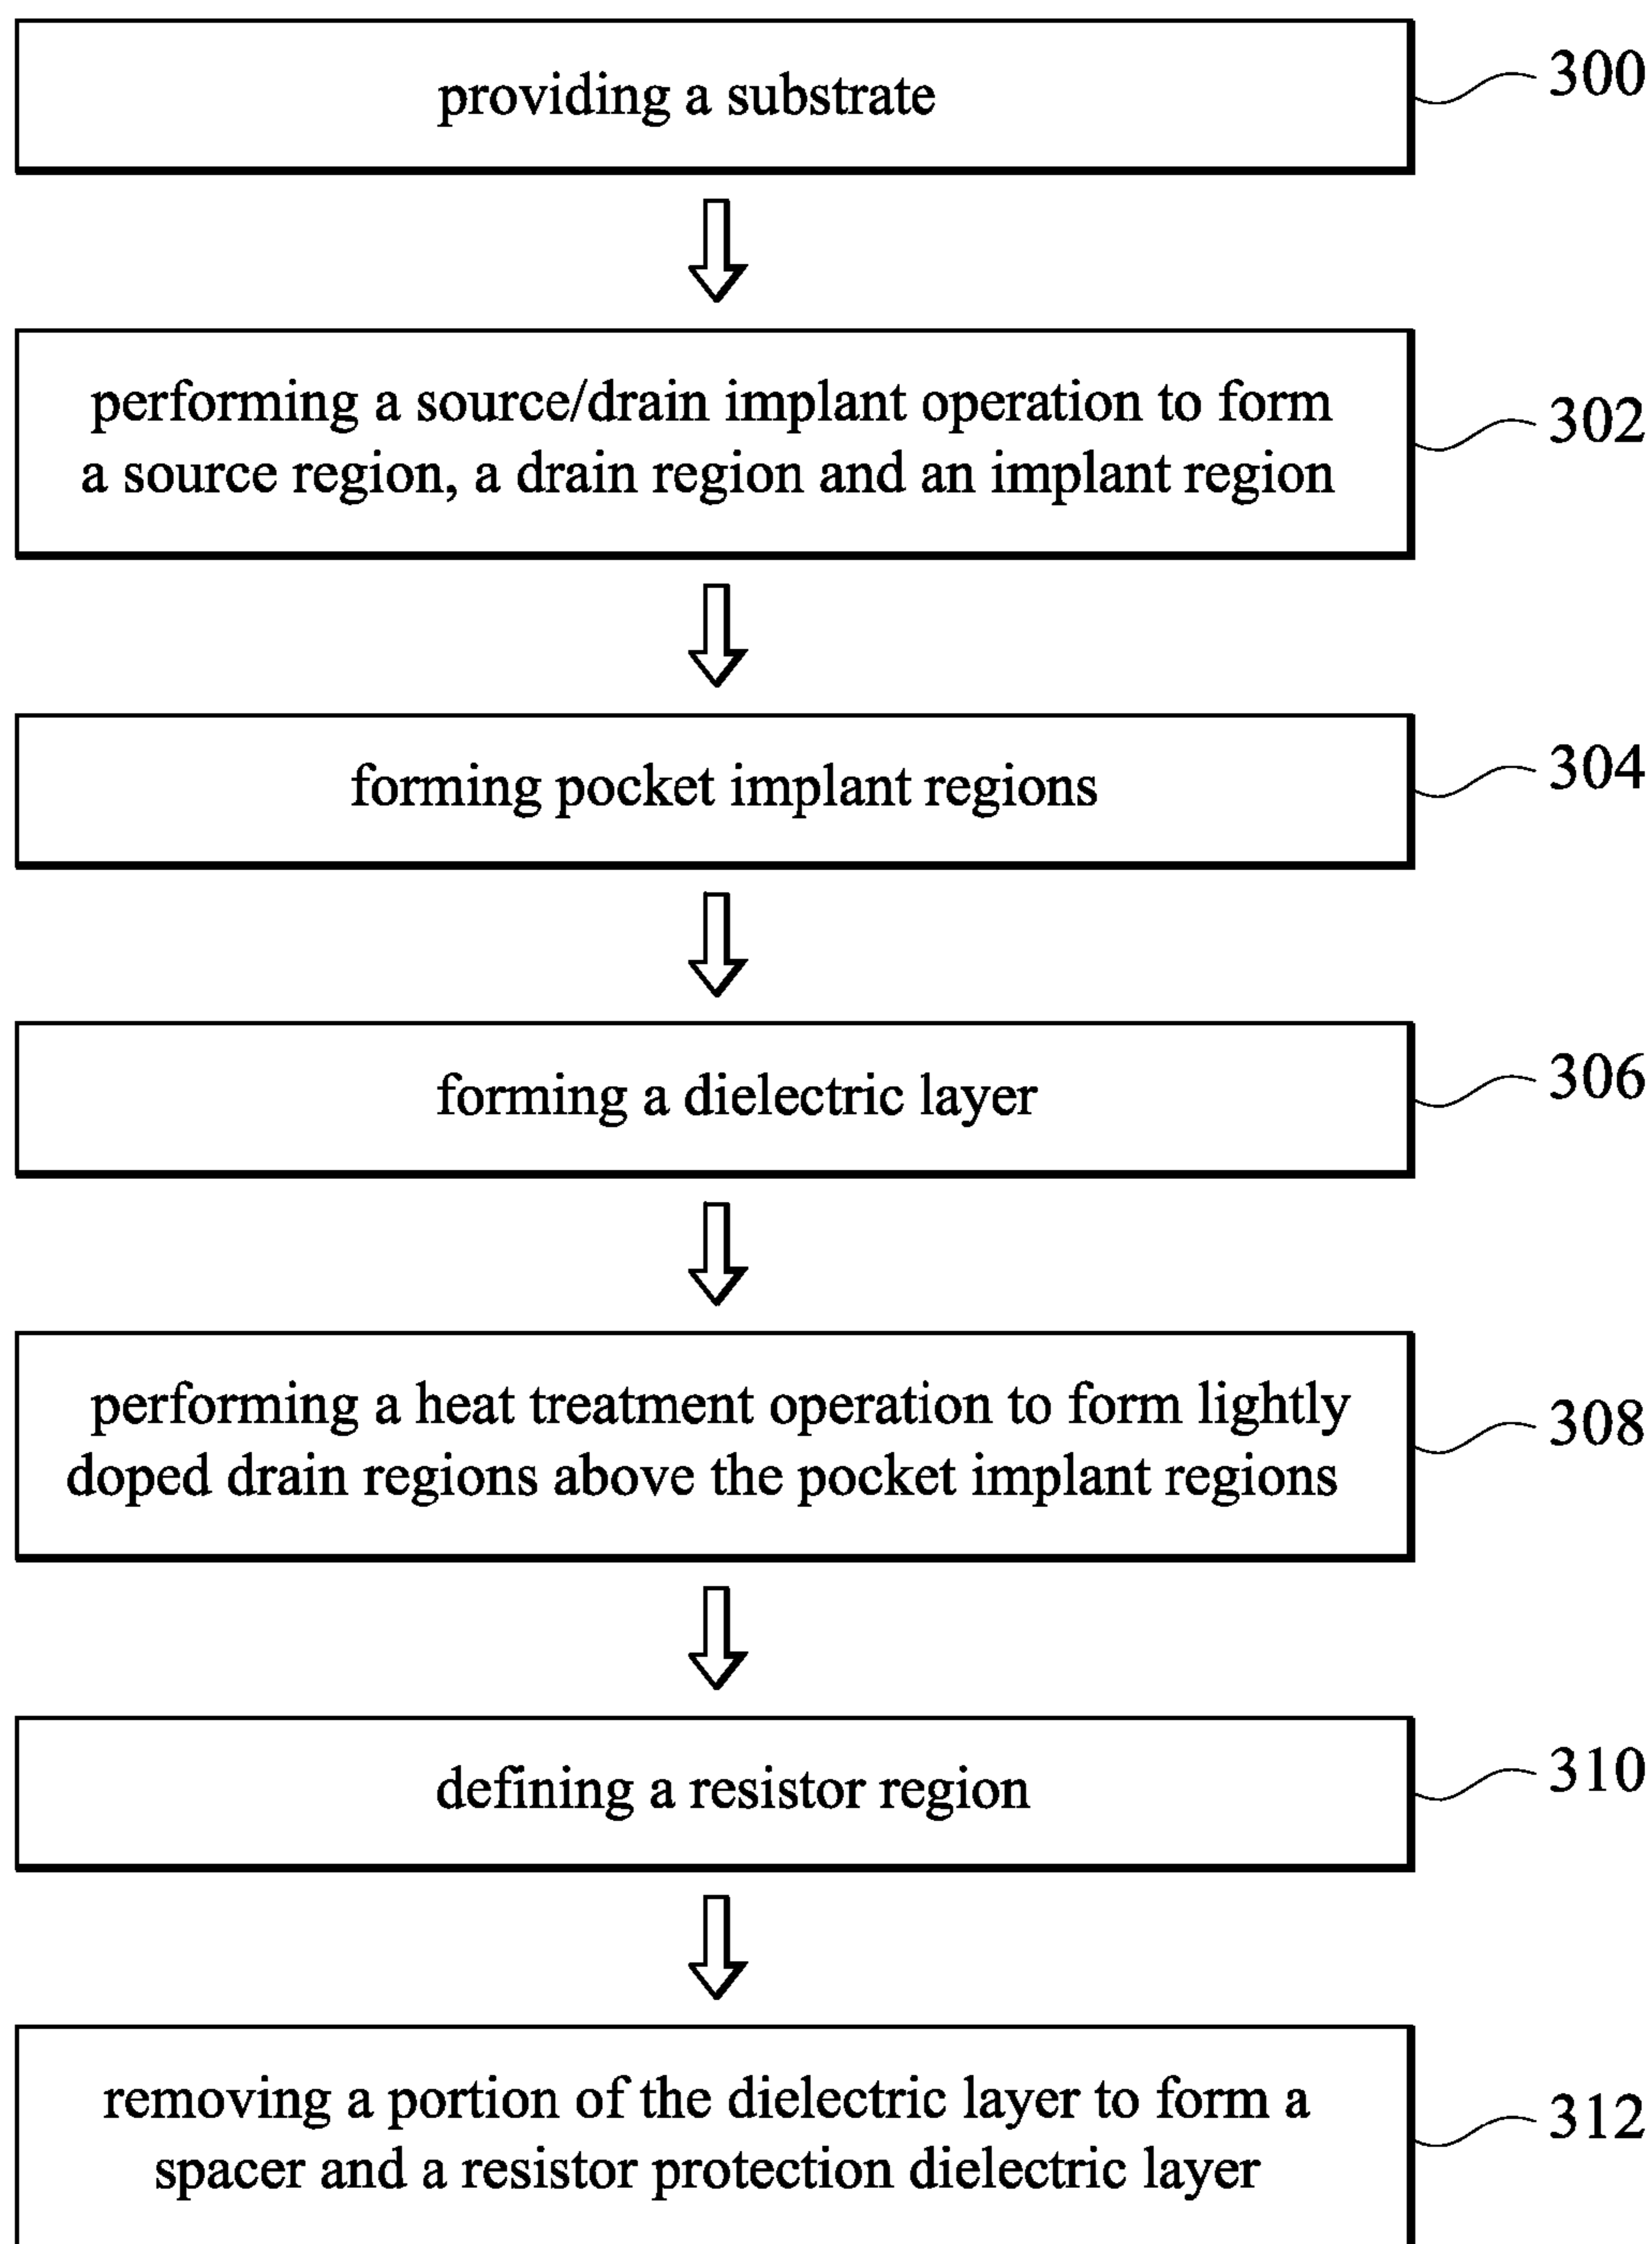 providing a substrate
300
performing a source/drain implant operation to form
a source region, a drain region and an implant region
302
forming pocket implant regions
304
forming a dielectric layer
306
performing a heat treatment operation to form lightly
doped drain regions above the pocket implant regions
308
defining a resistor region
310
removing a portion of the dielectric layer to form a
spacer and a resistor protection dielectric layer
312